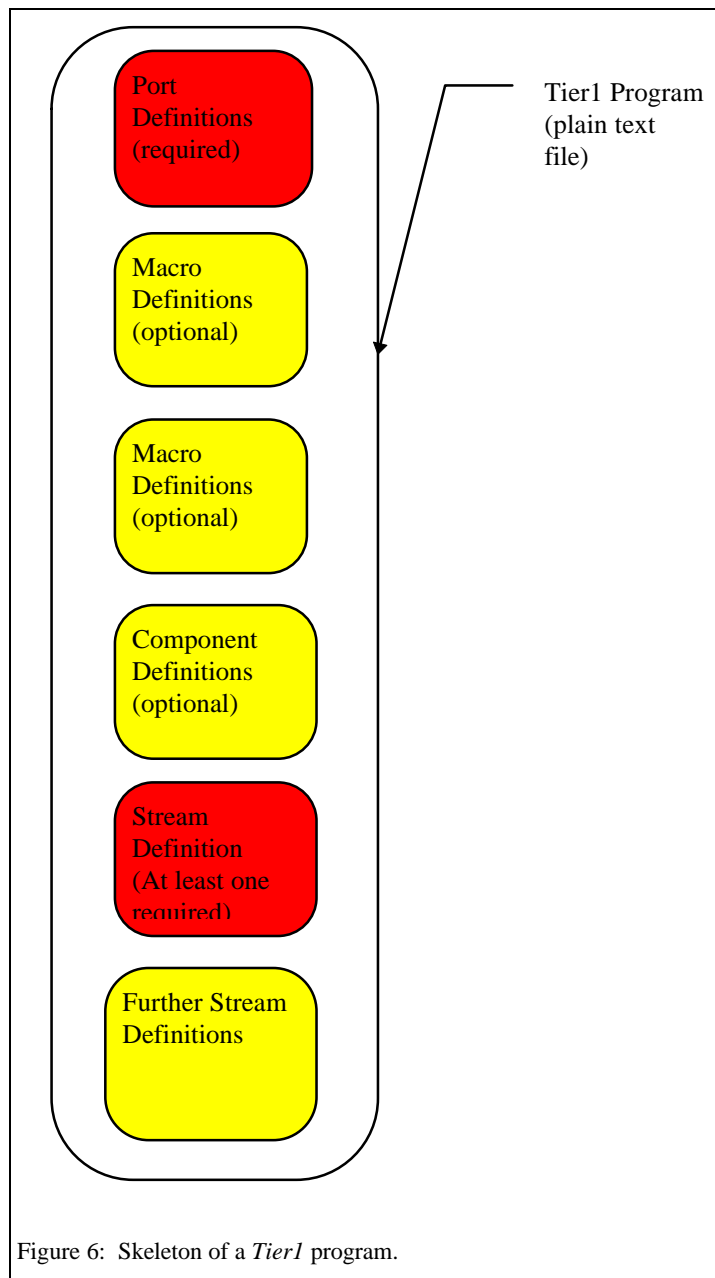 Port
Definitions
(required)
Tier1 Program
(plain text
file)
Macro
Definitions
(optional)
Macro
Definitions
(optional)
Component
Definitions
(optional)
Stream
Definition
(At least one
required)
Further Stream
Definitions
Figure 6:  Skeleton of a Tier1 program.